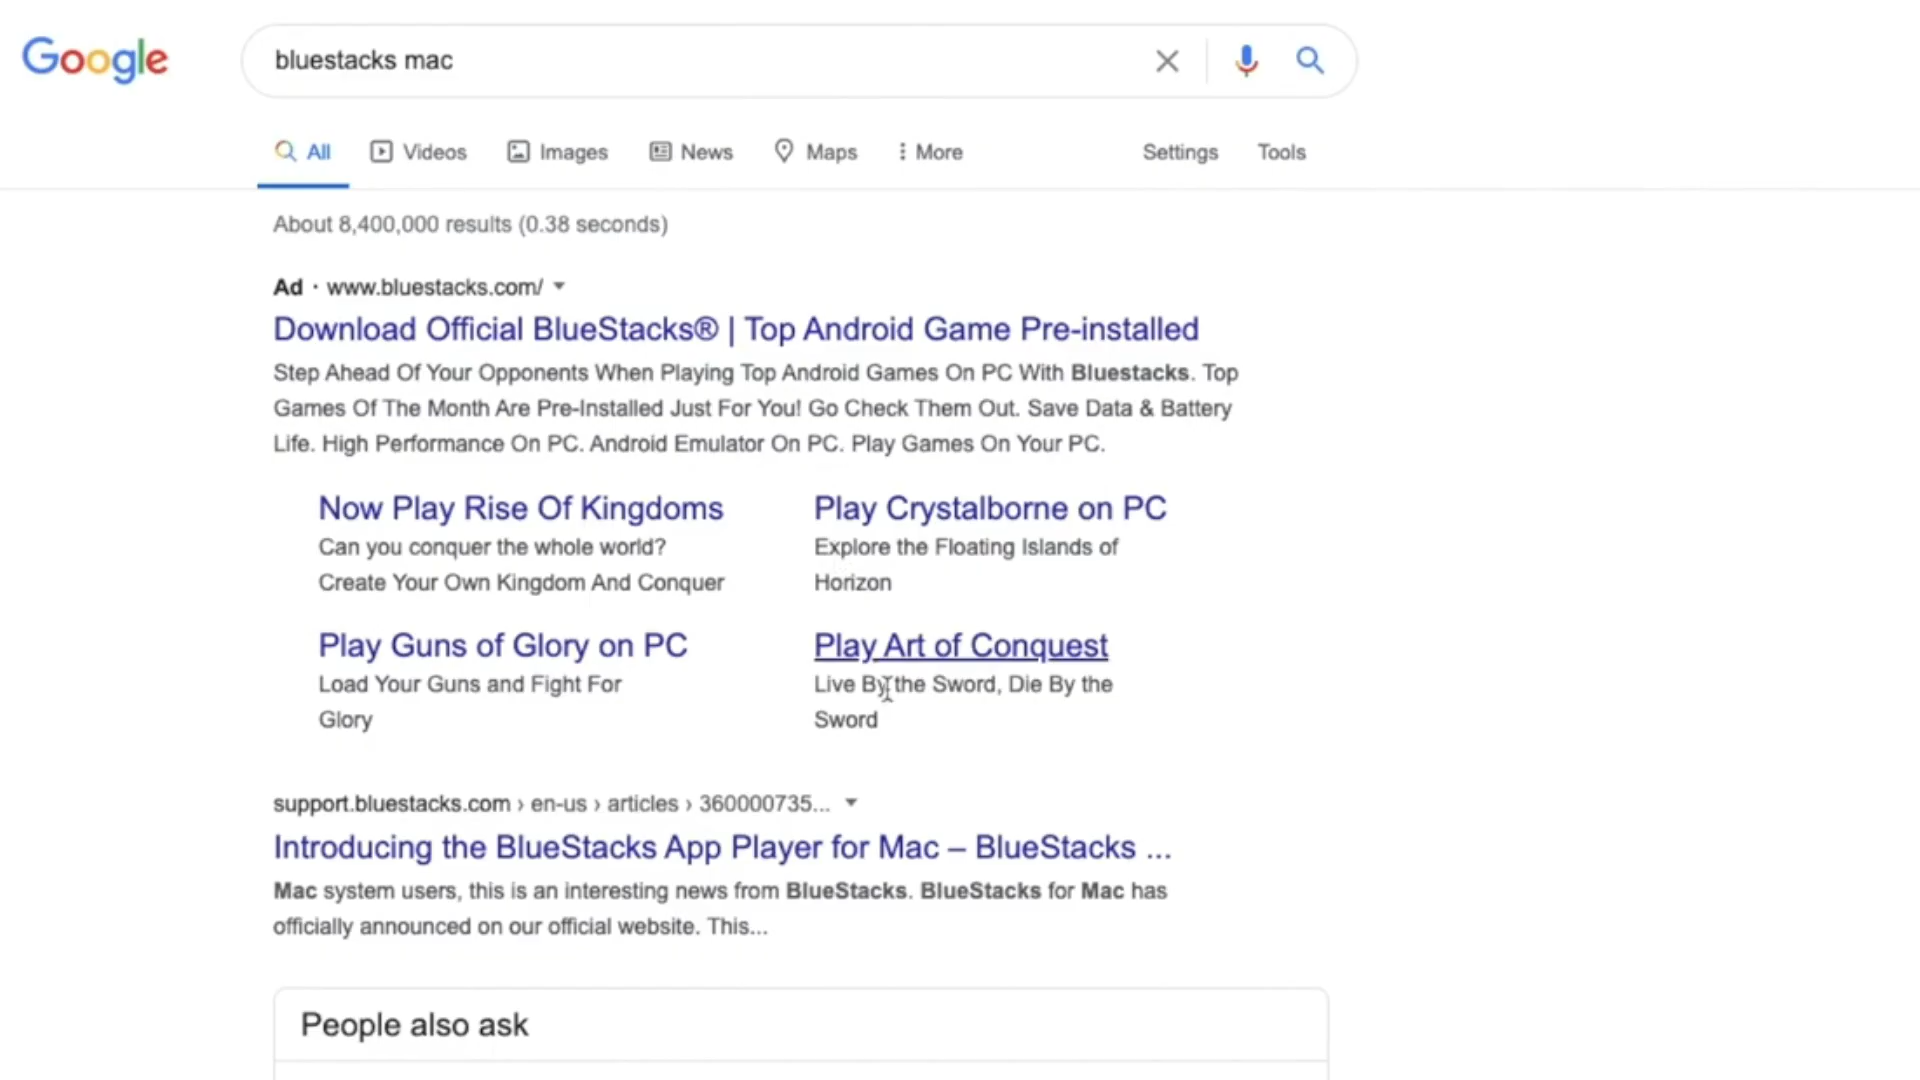 Google
bluestacks mac
All Videos Images News Maps More Settings Tools
About 8,400,000 results (0.38 seconds)
Ad · www.bluestacks.com/
Download Official BlueStacks® | Top Android Game Pre-installed
Step Ahead Of Your Opponents When Playing Top Android Games On PC With Bluestacks. Top
Games Of The Month Are Pre-Installed Just For You! Go Check Them Out. Save Data & Battery
Life. High Performance On PC. Android Emulator On PC. Play Games On Your PC.
Now Play Rise Of Kingdoms
Can you conquer the whole world?
Create Your Own Kingdom And Conquer
Play Crystalborne on PC
Explore the Floating Islands of
Horizon
Play Guns of Glory on PC
Load Your Guns and Fight For
Glory
Play Art of Conquest
Live By the Sword, Die By the
Sword
support.bluestacks.com › en-us › articles › 360000735...
Introducing the BlueStacks App Player for Mac – BlueStacks ...
Mac system users, this is an interesting news from BlueStacks. BlueStacks for Mac has
officially announced on our official website. This...
People also ask